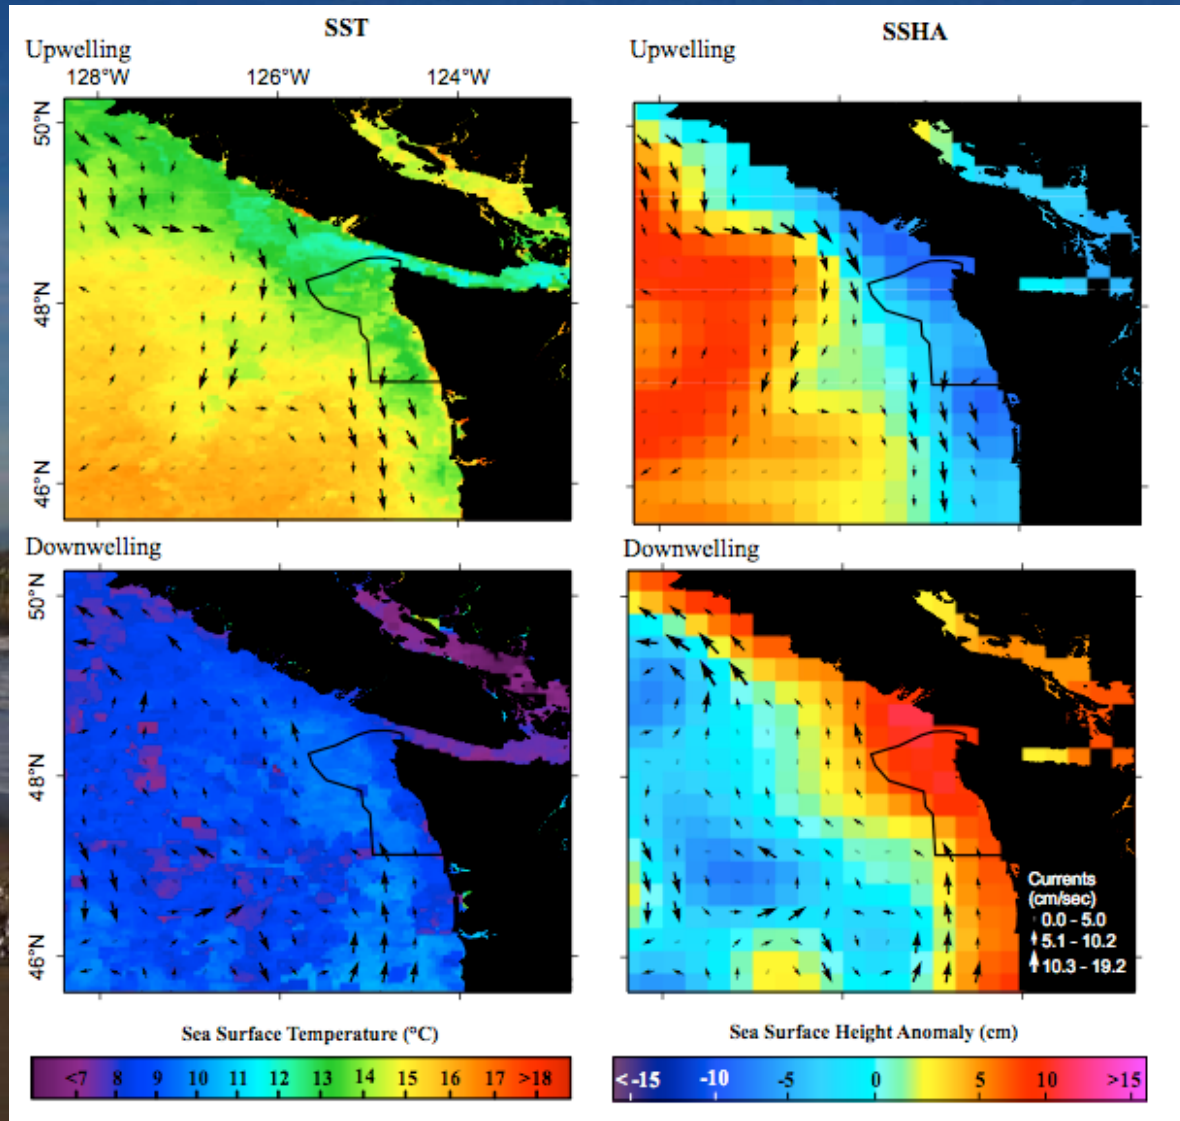 SST
SSHA
Upwelling
Upwelling
128°W 126°W 124°W
50°N
48°N
46°N
Downwelling
Downwelling
50°N
48°N
46°N
Currents
(cm/sec)
0.0 - 5.0
5.1 - 10.2
10.3 - 19.2
Sea Surface Temperature (°C)
Sea Surface Height Anomaly (cm)
<7 8 9 10 11 12 13 14 15 16 17 >18
< -15 -10 -5 0 5 10 >15